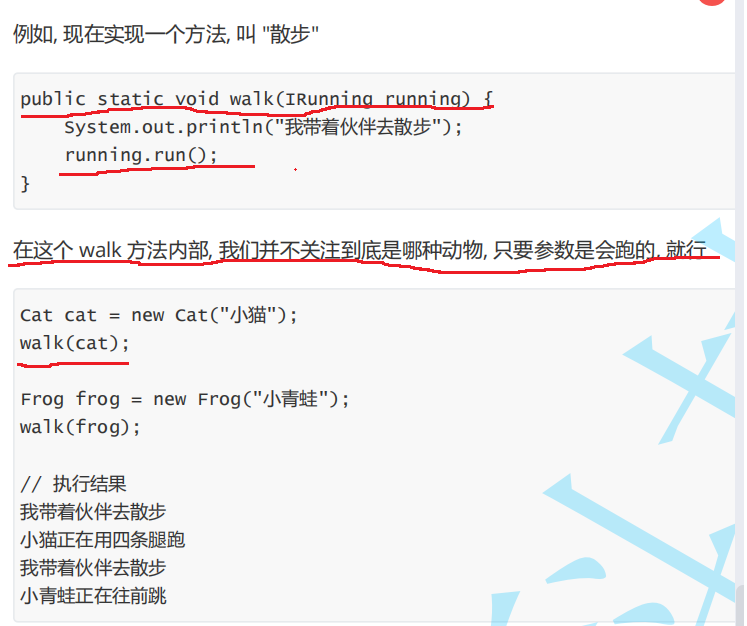 例如, 现在实现一个方法, 叫 "散步"
public static void walk(IRunning running) {
    System.out.println("我带着伙伴去散步");
    running.run();
}
在这个 walk 方法内部, 我们并不关注到底是哪种动物, 只要参数是会跑的, 就行
Cat cat = new Cat("小猫");
walk(cat);
Frog frog = new Frog("小青蛙");
walk(frog);
// 执行结果
我带着伙伴去散步
小猫正在用四条腿跑
我带着伙伴去散步
小青蛙正在往前跳